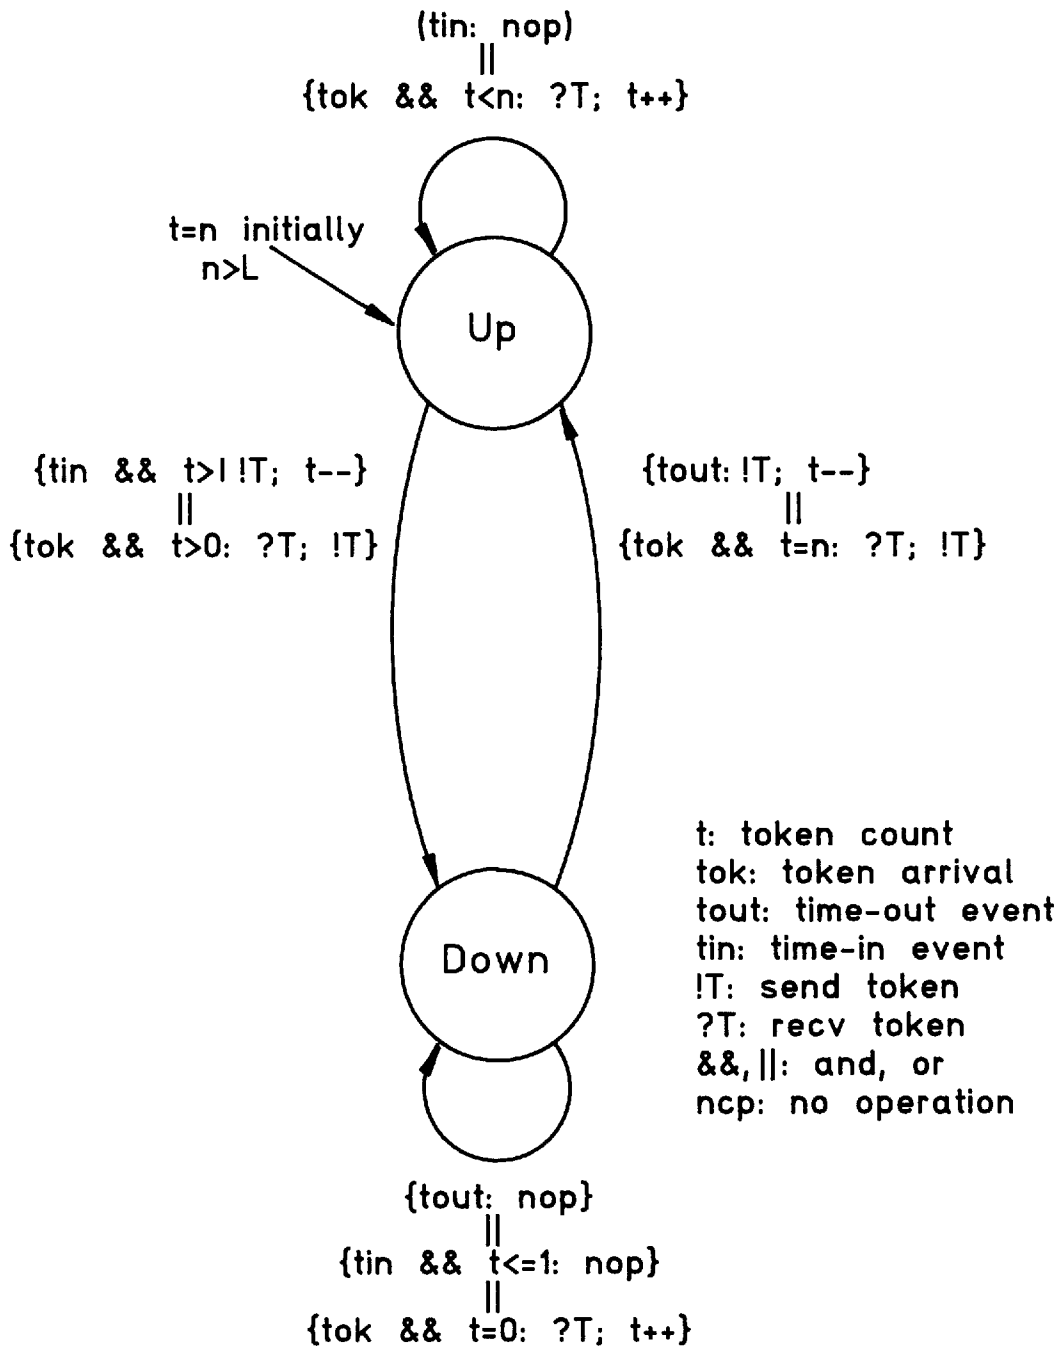 (tin: nop)
||
{tok && t<n: ?T; t++}
t=n initially
n>L
Up
{tin && t>| !T; t--}
||
{tok && t>0: ?T; !T}
{tout: !T; t--}
||
{tok && t=n: ?T; !T}
Down
t: token count
tok: token arrival
tout: time-out event
tin: time-in event
!T: send token
?T: recv token
&&,||: and, or
ncp: no operation
{tout: nop}
||
{tin && t<=1: nop}
||
{tok && t=0: ?T; t++}